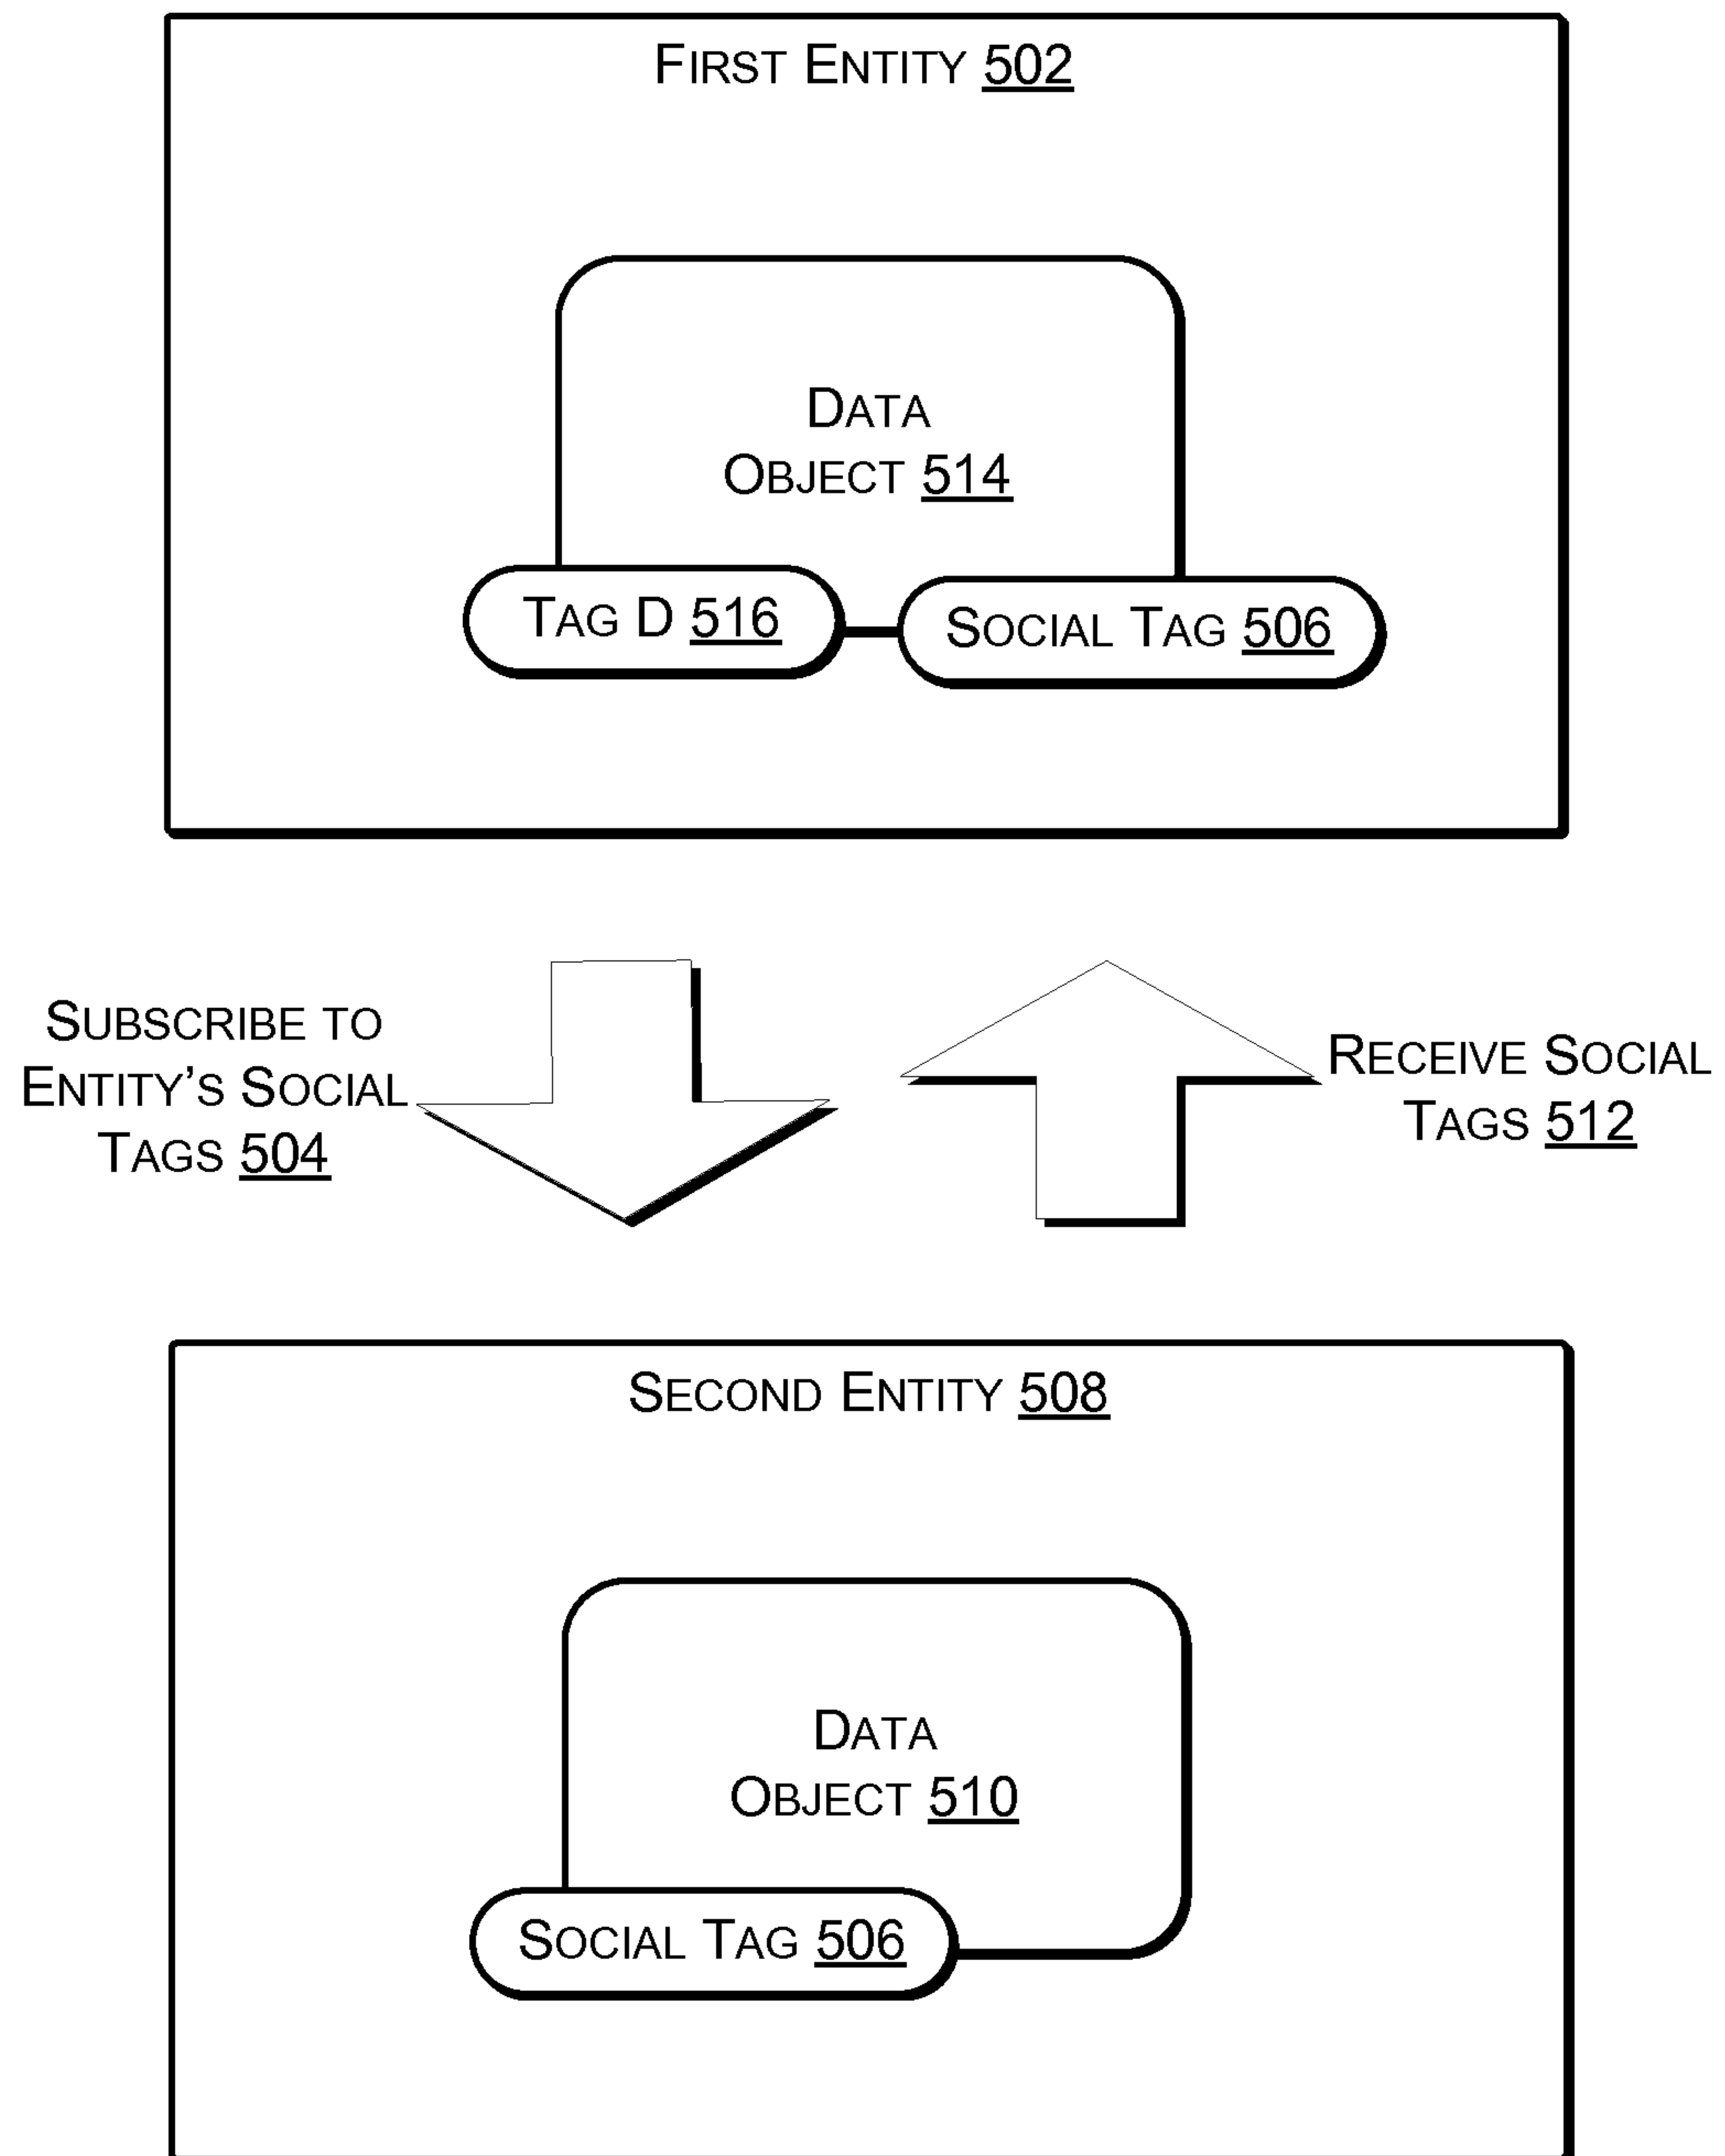 FIRST ENTITY 502
DATA
OBJECT 514
TAG D 516
SOCIAL TAG 506
SUBSCRIBE TO
ENTITY'S SOCIAL
TAGS 504
RECEIVE SOCIAL
TAGS 512
SECOND ENTITY 508
DATA
OBJECT 510
SOCIAL TAG 506